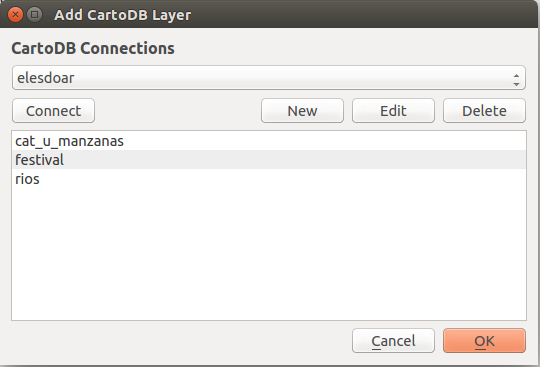 Add CartoDB Layer
CartoDB Connections
elesdoar
Connect New Edit Delete
cat_u_manzanas
festival
rios
Cancel OK